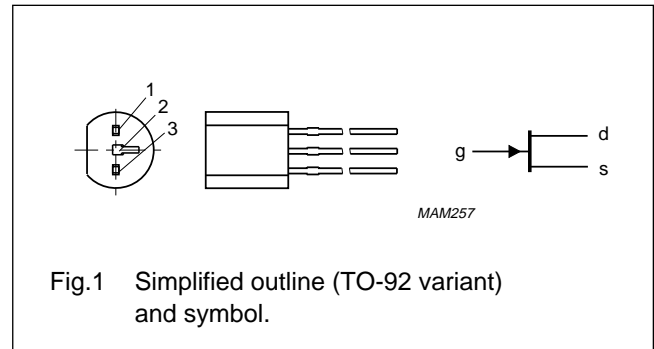 1
2
3
g
d
s
MAM257
Fig.1 Simplified outline (TO-92 variant)
and symbol.